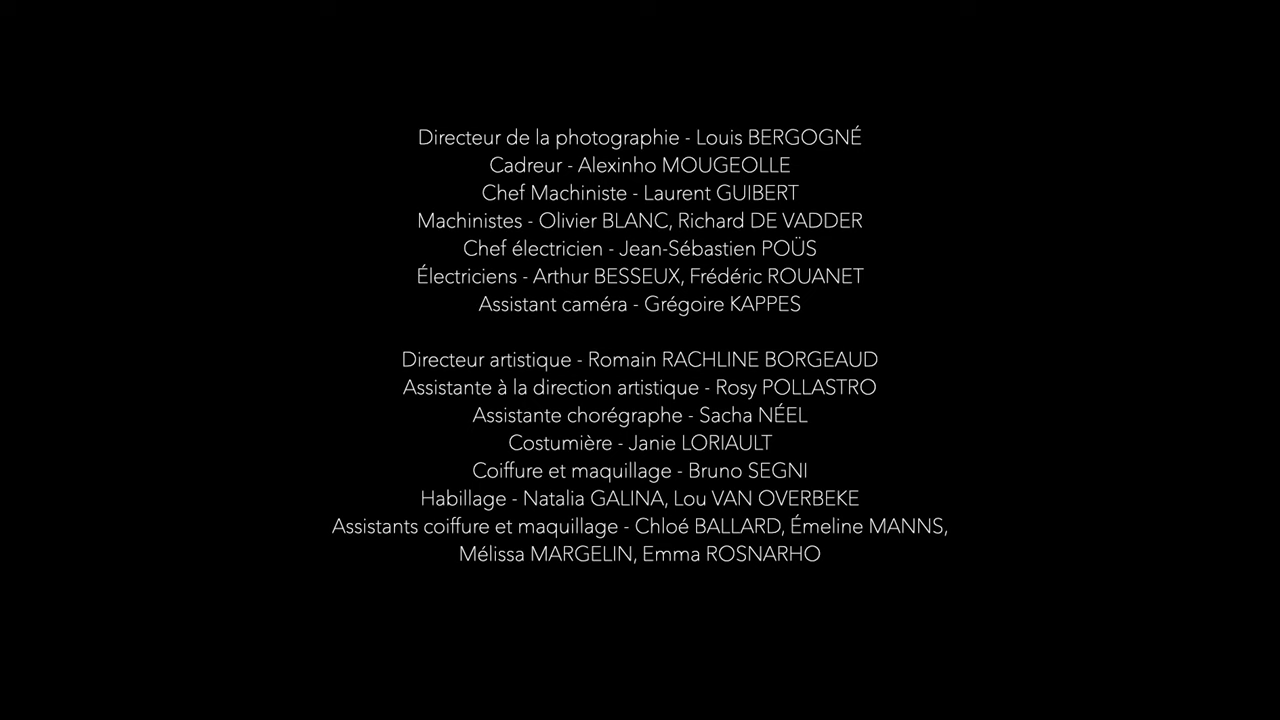 Directeur de la photographie - Louis BERGOGNÉ
Cadreur - Alexinho MOUGEOLLE
Chef Machiniste - Laurent GUIBERT
Machinistes - Olivier BLANC, Richard DE VADDER
Chef électricien - Jean-Sébastien POÜS
Électriciens - Arthur BESSEUX, Frédéric ROUANET
Assistant caméra - Grégoire KAPPES
Directeur artistique - Romain RACHLINE BORGEAUD
Assistante à la direction artistique - Rosy POLLASTRO
Assistante chorégraphe - Sacha NÉEL
Costumière - Janie LORIAULT
Coiffure et maquillage - Bruno SEGNI
Habillage - Natalia GALINA, Lou VAN OVERBEKE
Assistants coiffure et maquillage - Chloé BALLARD, Émeline MANNS,
Mélissa MARGELIN, Emma ROSNARHO